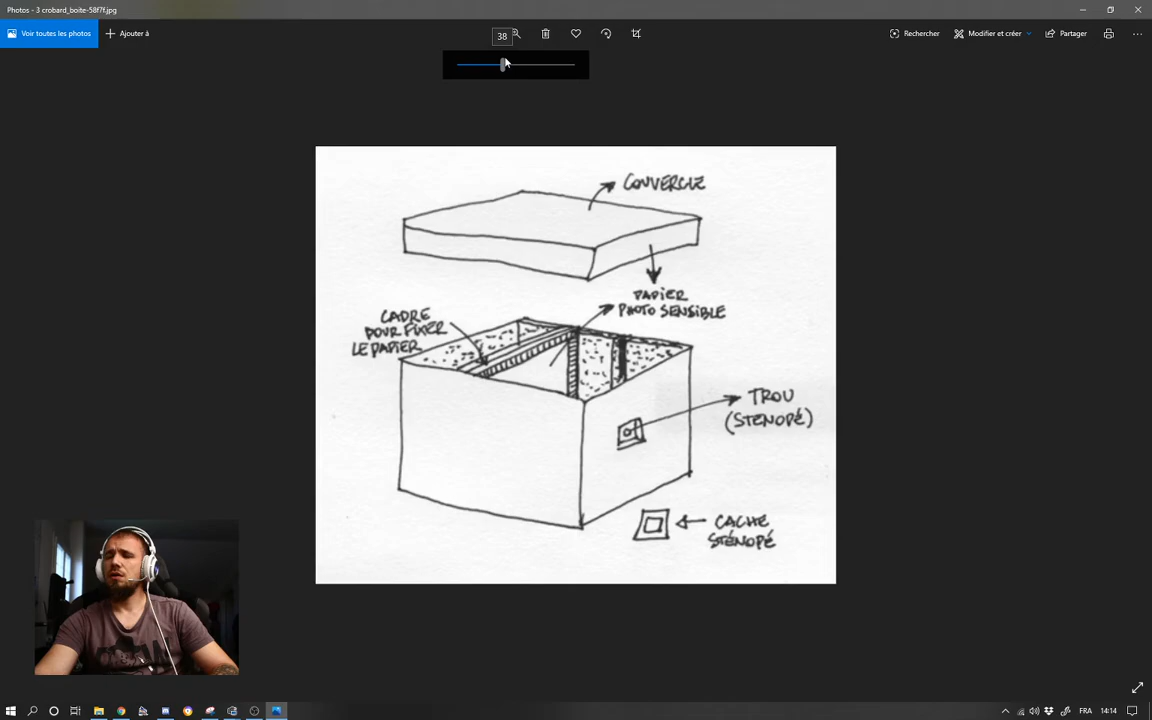 Photos - 3 crobard_boite-58f7f.jpg
Voir toutes les photos
Ajouter à
38
Rechercher
Modifier et créer
Partager
COUVERCLE
PAPIER
PHOTO SENSIBLE
CADRE
POUR FIXER
LE PAPIER
TROU
(STENOPÉ)
CACHE
STÉNOPÉ
FRA
14:14